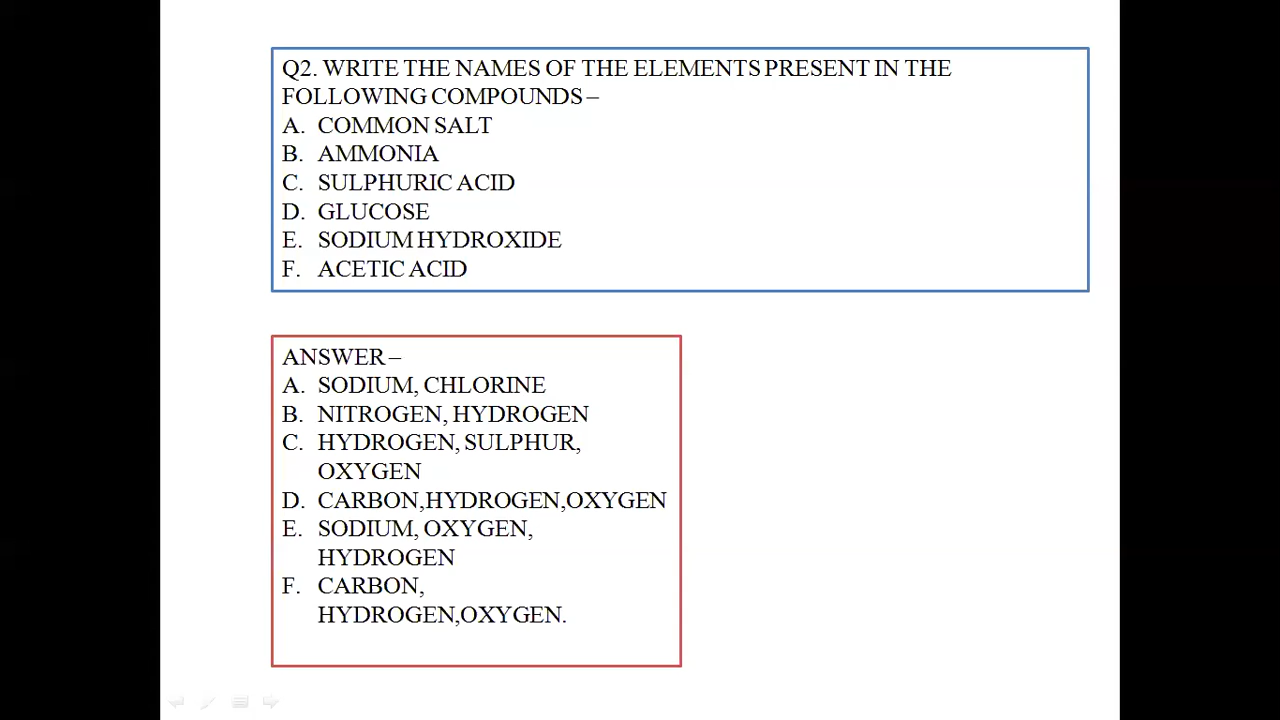 Q2. WRITE THE NAMES OF THE ELEMENTS PRESENT IN THE
FOLLOWING COMPOUNDS –
A. COMMON SALT
B. AMMONIA
C. SULPHURIC ACID
D. GLUCOSE
E. SODIUM HYDROXIDE
F. ACETIC ACID
ANSWER –
A. SODIUM, CHLORINE
B. NITROGEN, HYDROGEN
C. HYDROGEN, SULPHUR,
OXYGEN
D. CARBON,HYDROGEN,OXYGEN
E. SODIUM, OXYGEN,
HYDROGEN
F. CARBON,
HYDROGEN,OXYGEN.